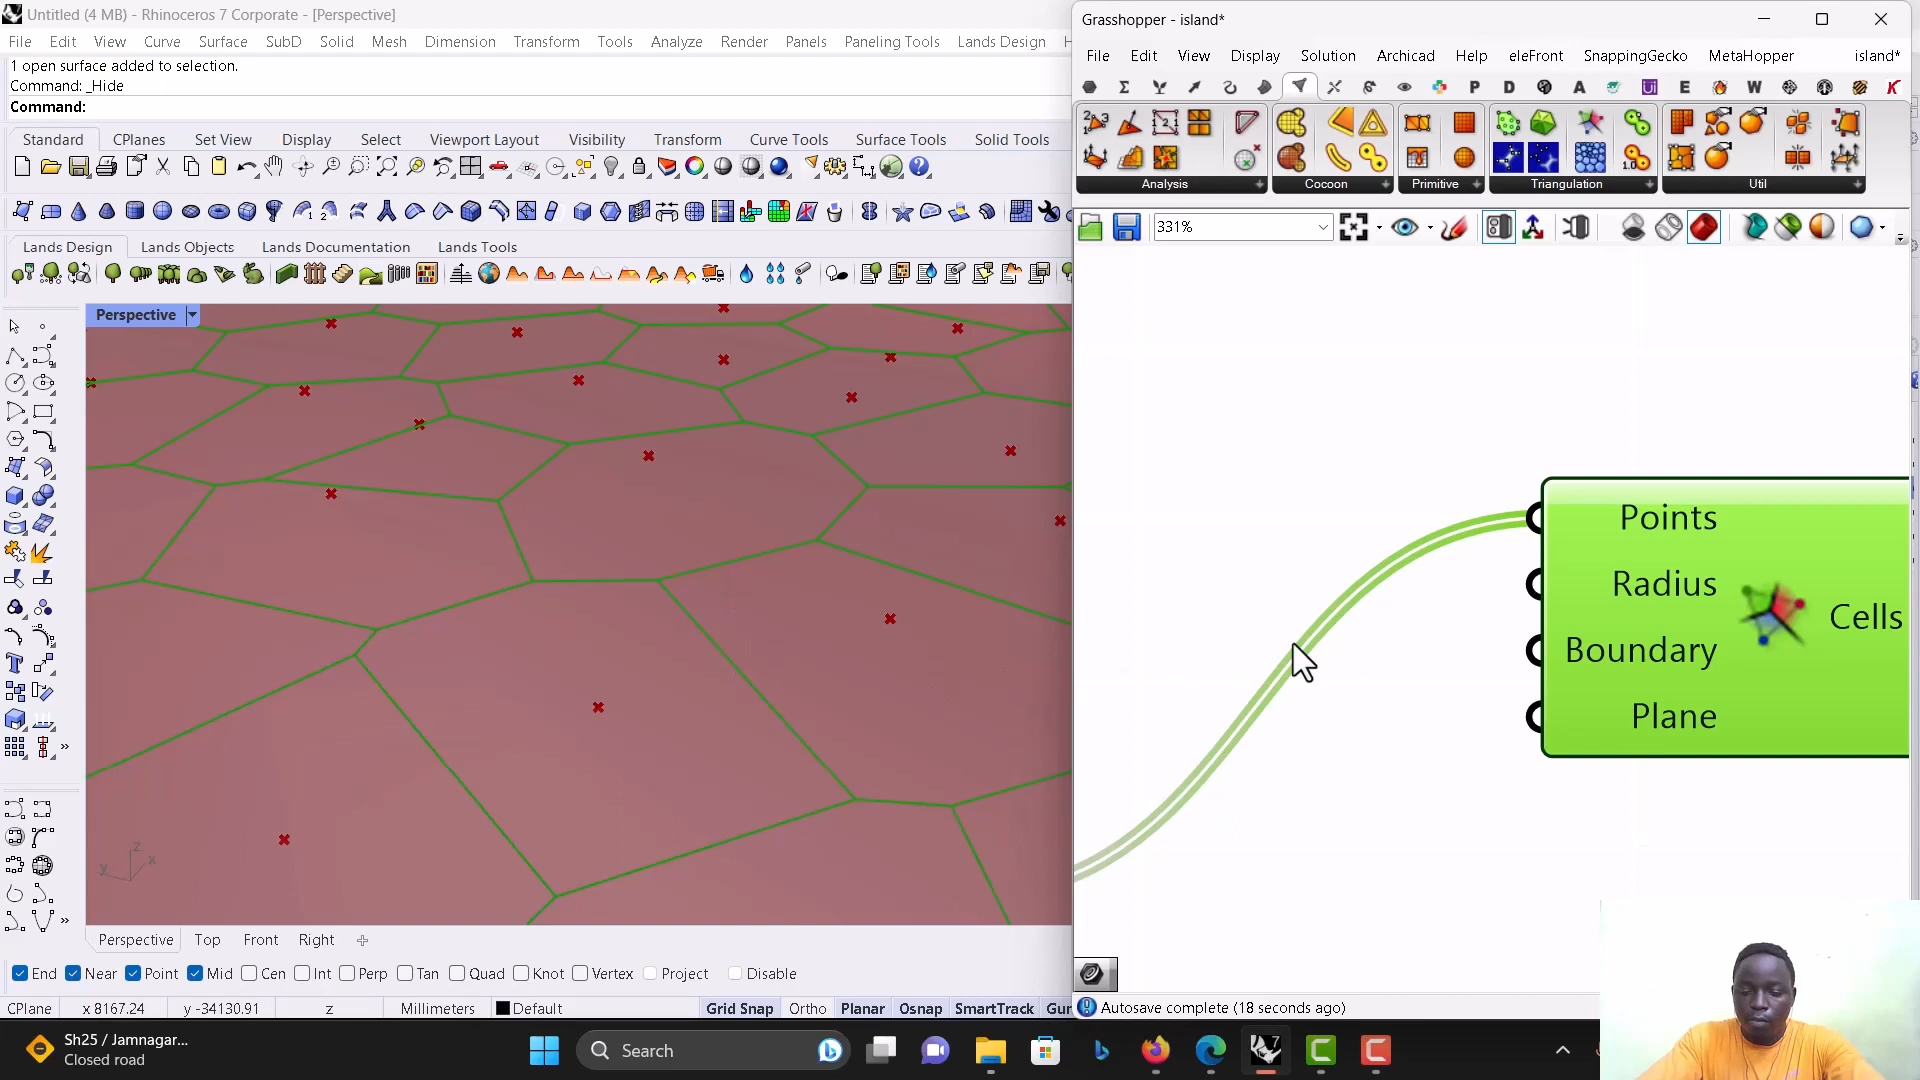 Untitled (4 MB) - Rhinoceros 7 Corporate - [Perspective]
File Edit View Curve Surface SubD Solid Mesh Dimension Transform Tools Analyze Render Panels Paneling Tools Lands Design
1 open surface added to selection.
Command: _Hide
Command:
Standard CPlanes Set View Display Select Viewport Layout Visibility Transform Curve Tools Surface Tools Solid Tools
Lands Design Lands Objects Lands Documentation Lands Tools
Perspective
z
y
x
Perspective Top Front Right
End Near Point Mid Cen Int Perp Tan Quad Knot Vertex Project Disable
CPlane x 8167.24 y -34130.91 z Millimeters Default Grid Snap Ortho Planar Osnap SmartTrack Gu
Grasshopper - island*
File Edit View Display Solution Archicad Help eleFront SnappingGecko MetaHopper island*
P D A Ui E W K
Analysis Cocoon Primitive Triangulation Util
331%
Points
Radius
Boundary
Plane
Cells
Autosave complete (18 seconds ago)
Sh25 / Jamnagar...
Closed road
Search